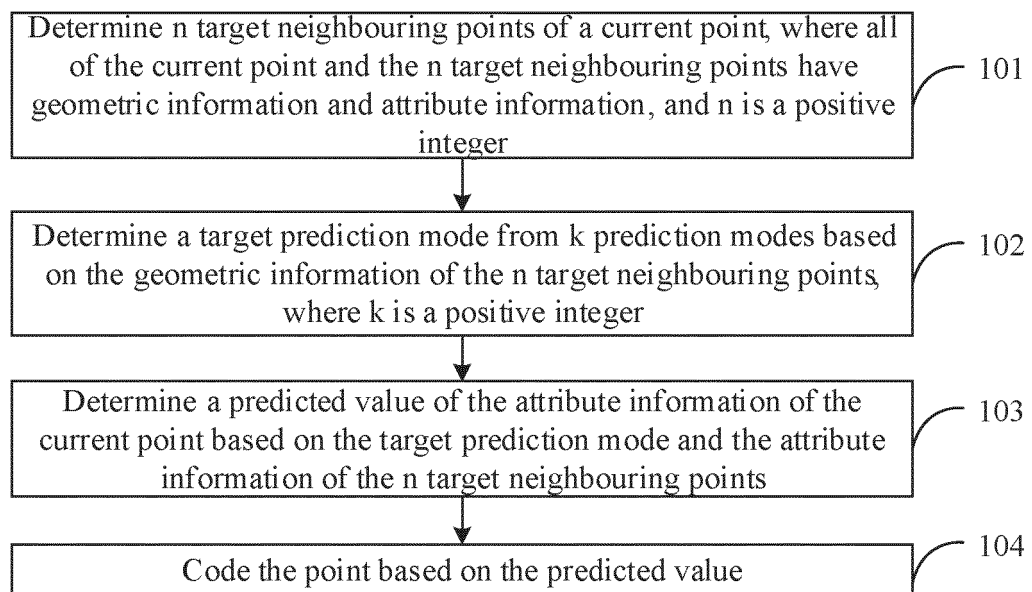 Determine n target neighbouring points of a current point, where all
of the current point and the n target neighbouring points have
geometric information and attribute information, and n is a positive
integer
101
Determine a target prediction mode from k prediction modes based
on the geometric information of the n target neighbouring points,
where k is a positive integer
102
Determine a predicted value of the attribute information of the
current point based on the target prediction mode and the attribute
information of the n target neighbouring points
103
Code the point based on the predicted value
104